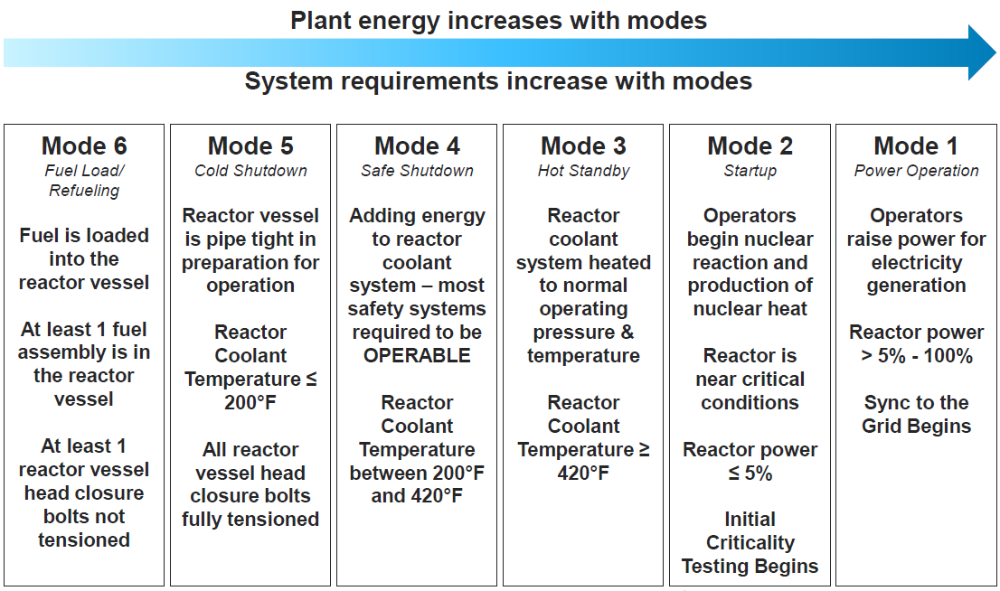 Plant energy increases with modes
System requirements increase with modes
Mode 6
Fuel Load/
Refueling
Fuel is loaded
into the
reactor vessel
At least 1 fuel
assembly is in
the reactor
vessel
At least 1
reactor vessel
head closure
bolts not
tensioned
Mode 5
Cold Shutdown
Reactor vessel
is pipe tight in
preparation for
operation
Reactor
Coolant
Temperature ≤
200°F
All reactor
vessel head
closure bolts
fully tensioned
Mode 4
Safe Shutdown
Adding energy
to reactor
coolant
system – most
safety systems
required to be
OPERABLE
Reactor
Coolant
Temperature
between 200°F
and 420°F
Mode 3
Hot Standby
Reactor
coolant
system heated
to normal
operating
pressure &
temperature
Reactor
Coolant
Temperature ≥
420°F
Mode 2
Startup
Operators
begin nuclear
reaction and
production of
nuclear heat
Reactor is
near critical
conditions
Reactor power
≤ 5%
Initial
Criticality
Testing Begins
Mode 1
Power Operation
Operators
raise power for
electricity
generation
Reactor power
> 5% - 100%
Sync to the
Grid Begins